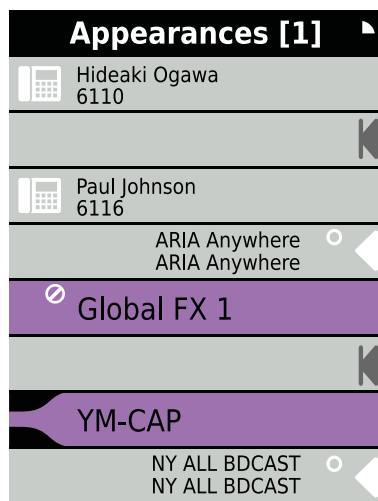 Appearances [1]
Hideaki Ogawa
6110
Paul Johnson
6116
ARIA Anywhere
ARIA Anywhere
Global FX 1
YM-CAP
NY ALL BDCAST
NY ALL BDCAST